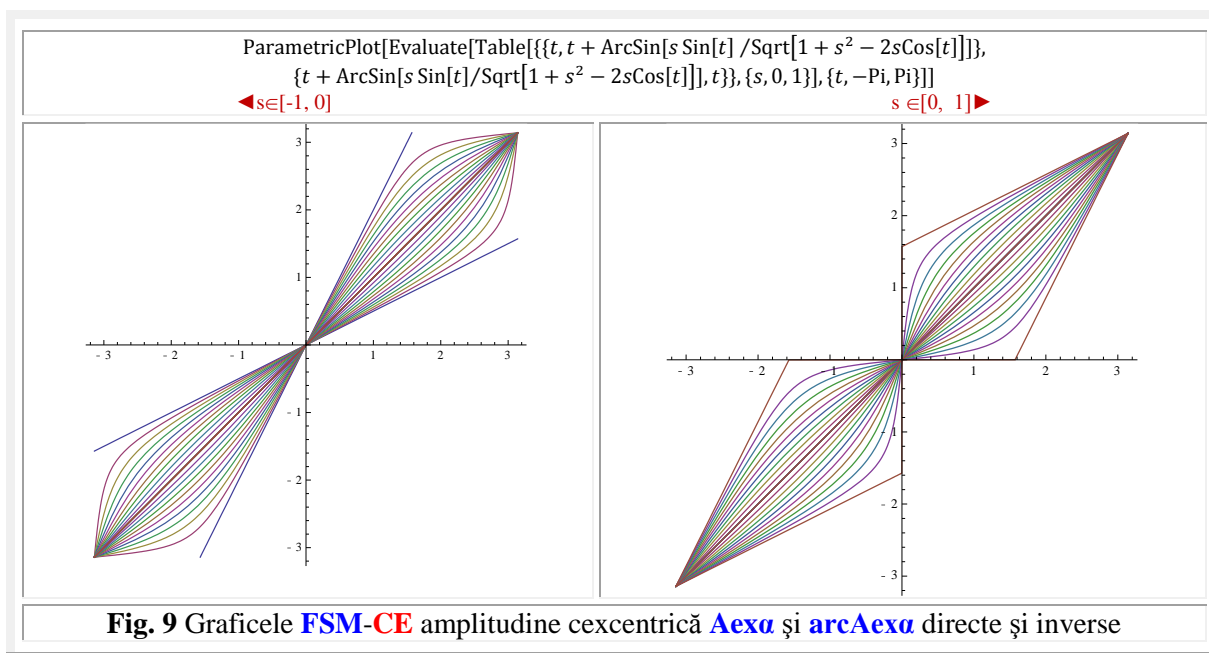 ParametricPlot[Evaluate[Table[{{t, t + ArcSin[s Sin[t] /Sqrt[1 + s² − 2sCos[t]]]},
{t + ArcSin[s Sin[t]/Sqrt[1 + s² − 2sCos[t]]], t}}, {s, 0, 1}], {t, −Pi, Pi}]]
◄s∈[-1, 0] s ∈[0, 1]►
3
2
1
- 3 - 2 - 1 1 2 3
- 1
- 2
- 3
3
2
1
- 3 - 2 - 1 1 2 3
- 1
- 2
- 3
Fig. 9 Graficele FSM-CE amplitudine cexcentrică Aexα şi arcAexα directe şi inverse